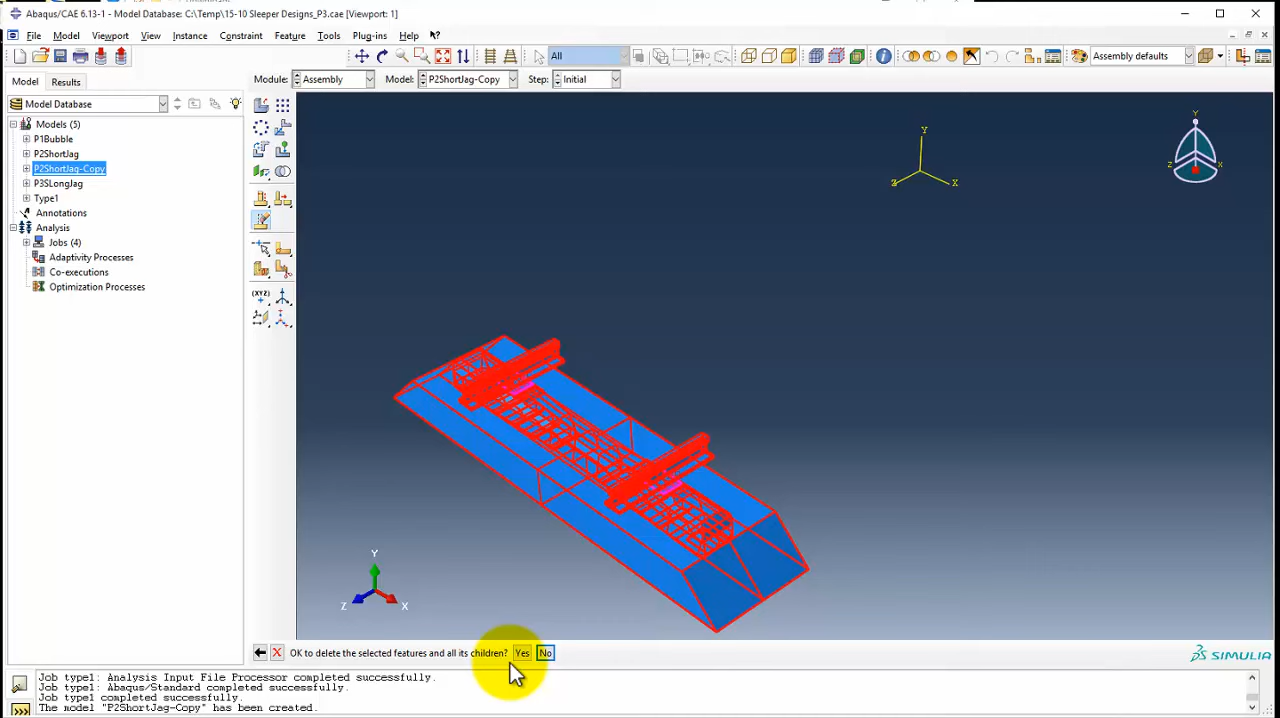 Abaqus/CAE 6.13-1 - Model Database: C:\Temp\15-10 Sleeper Designs_P3.cae [Viewport: 1]
File Model Viewport View Instance Constraint Feature Tools Plug-ins Help
All
Assembly defaults
Model Results
Module: Assembly Model: P2ShortJag-Copy Step: Initial
Model Database
Models (5)
P1Bubble
P2ShortJag
P2ShortJag-Copy
P3SLongJag
Type1
Annotations
Analysis
Jobs (4)
Adaptivity Processes
Co-executions
Optimization Processes
(XYZ)
Y
Z X
Y
Z X
Y
Z X
OK to delete the selected features and all its children? Yes No
SIMULIA
Job type1: Analysis Input File Processor completed successfully.
Job type1: Abaqus/Standard completed successfully.
Job type1 completed successfully.
The model "P2ShortJag-Copy" has been created.
>>>